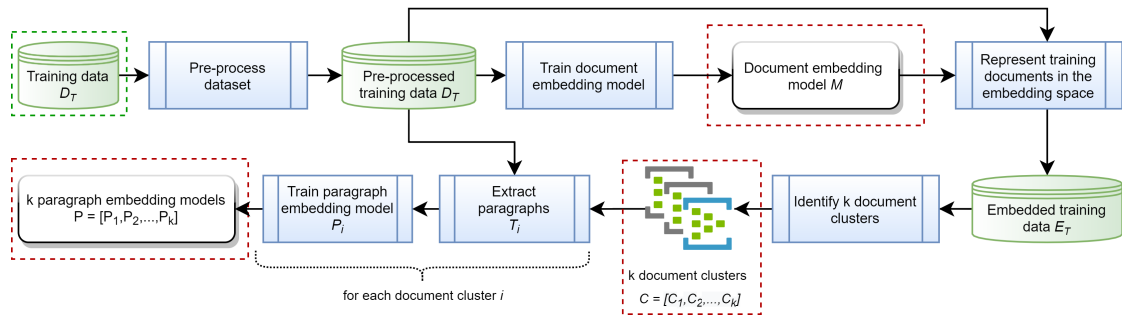 Training data
D_T
Pre-process
dataset
Pre-processed
training data D_T
Train document
embedding model
Document embedding
model M
Represent training
documents in the
embedding space
k paragraph embedding models
P = [P_1,P_2,...,P_k]
Train paragraph
embedding model
P_i
Extract
paragraphs
T_i
k document clusters
C = [C_1,C_2,...,C_k]
Identify k document
clusters
Embedded training
data E_T
for each document cluster i